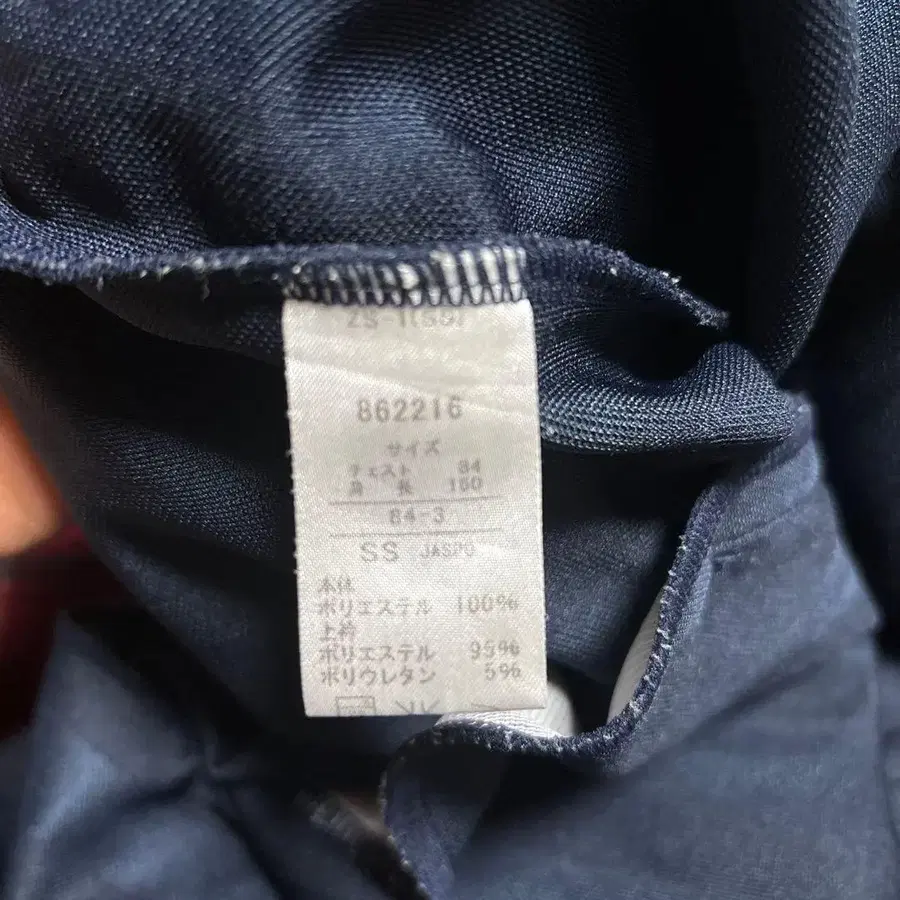 862216
サイズ
チェスト 84
身長 160
84-3
SS JASPO
本体
ポリエステル 100%
上衿
ポリエステル 95%
ポリウレタン 5%